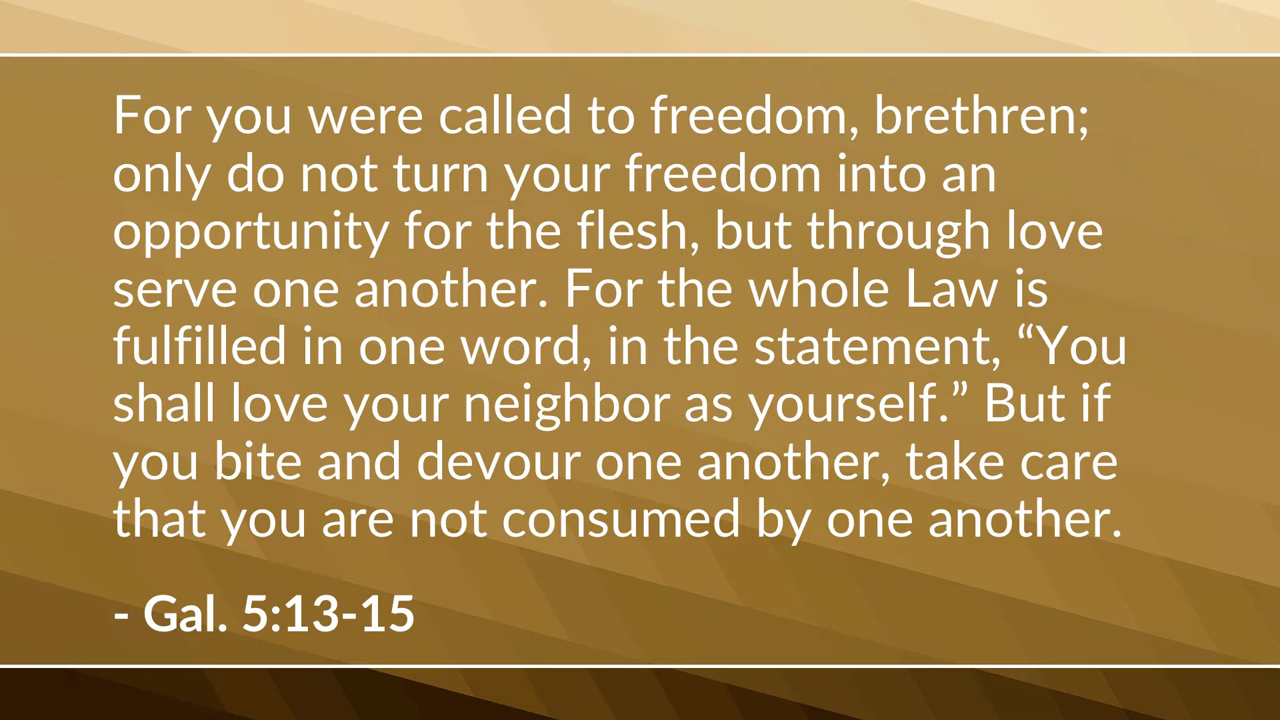 For you were called to freedom, brethren;
only do not turn your freedom into an
opportunity for the flesh, but through love
serve one another. For the whole Law is
fulfilled in one word, in the statement, “You
shall love your neighbor as yourself.” But if
you bite and devour one another, take care
that you are not consumed by one another.
- Gal. 5:13-15